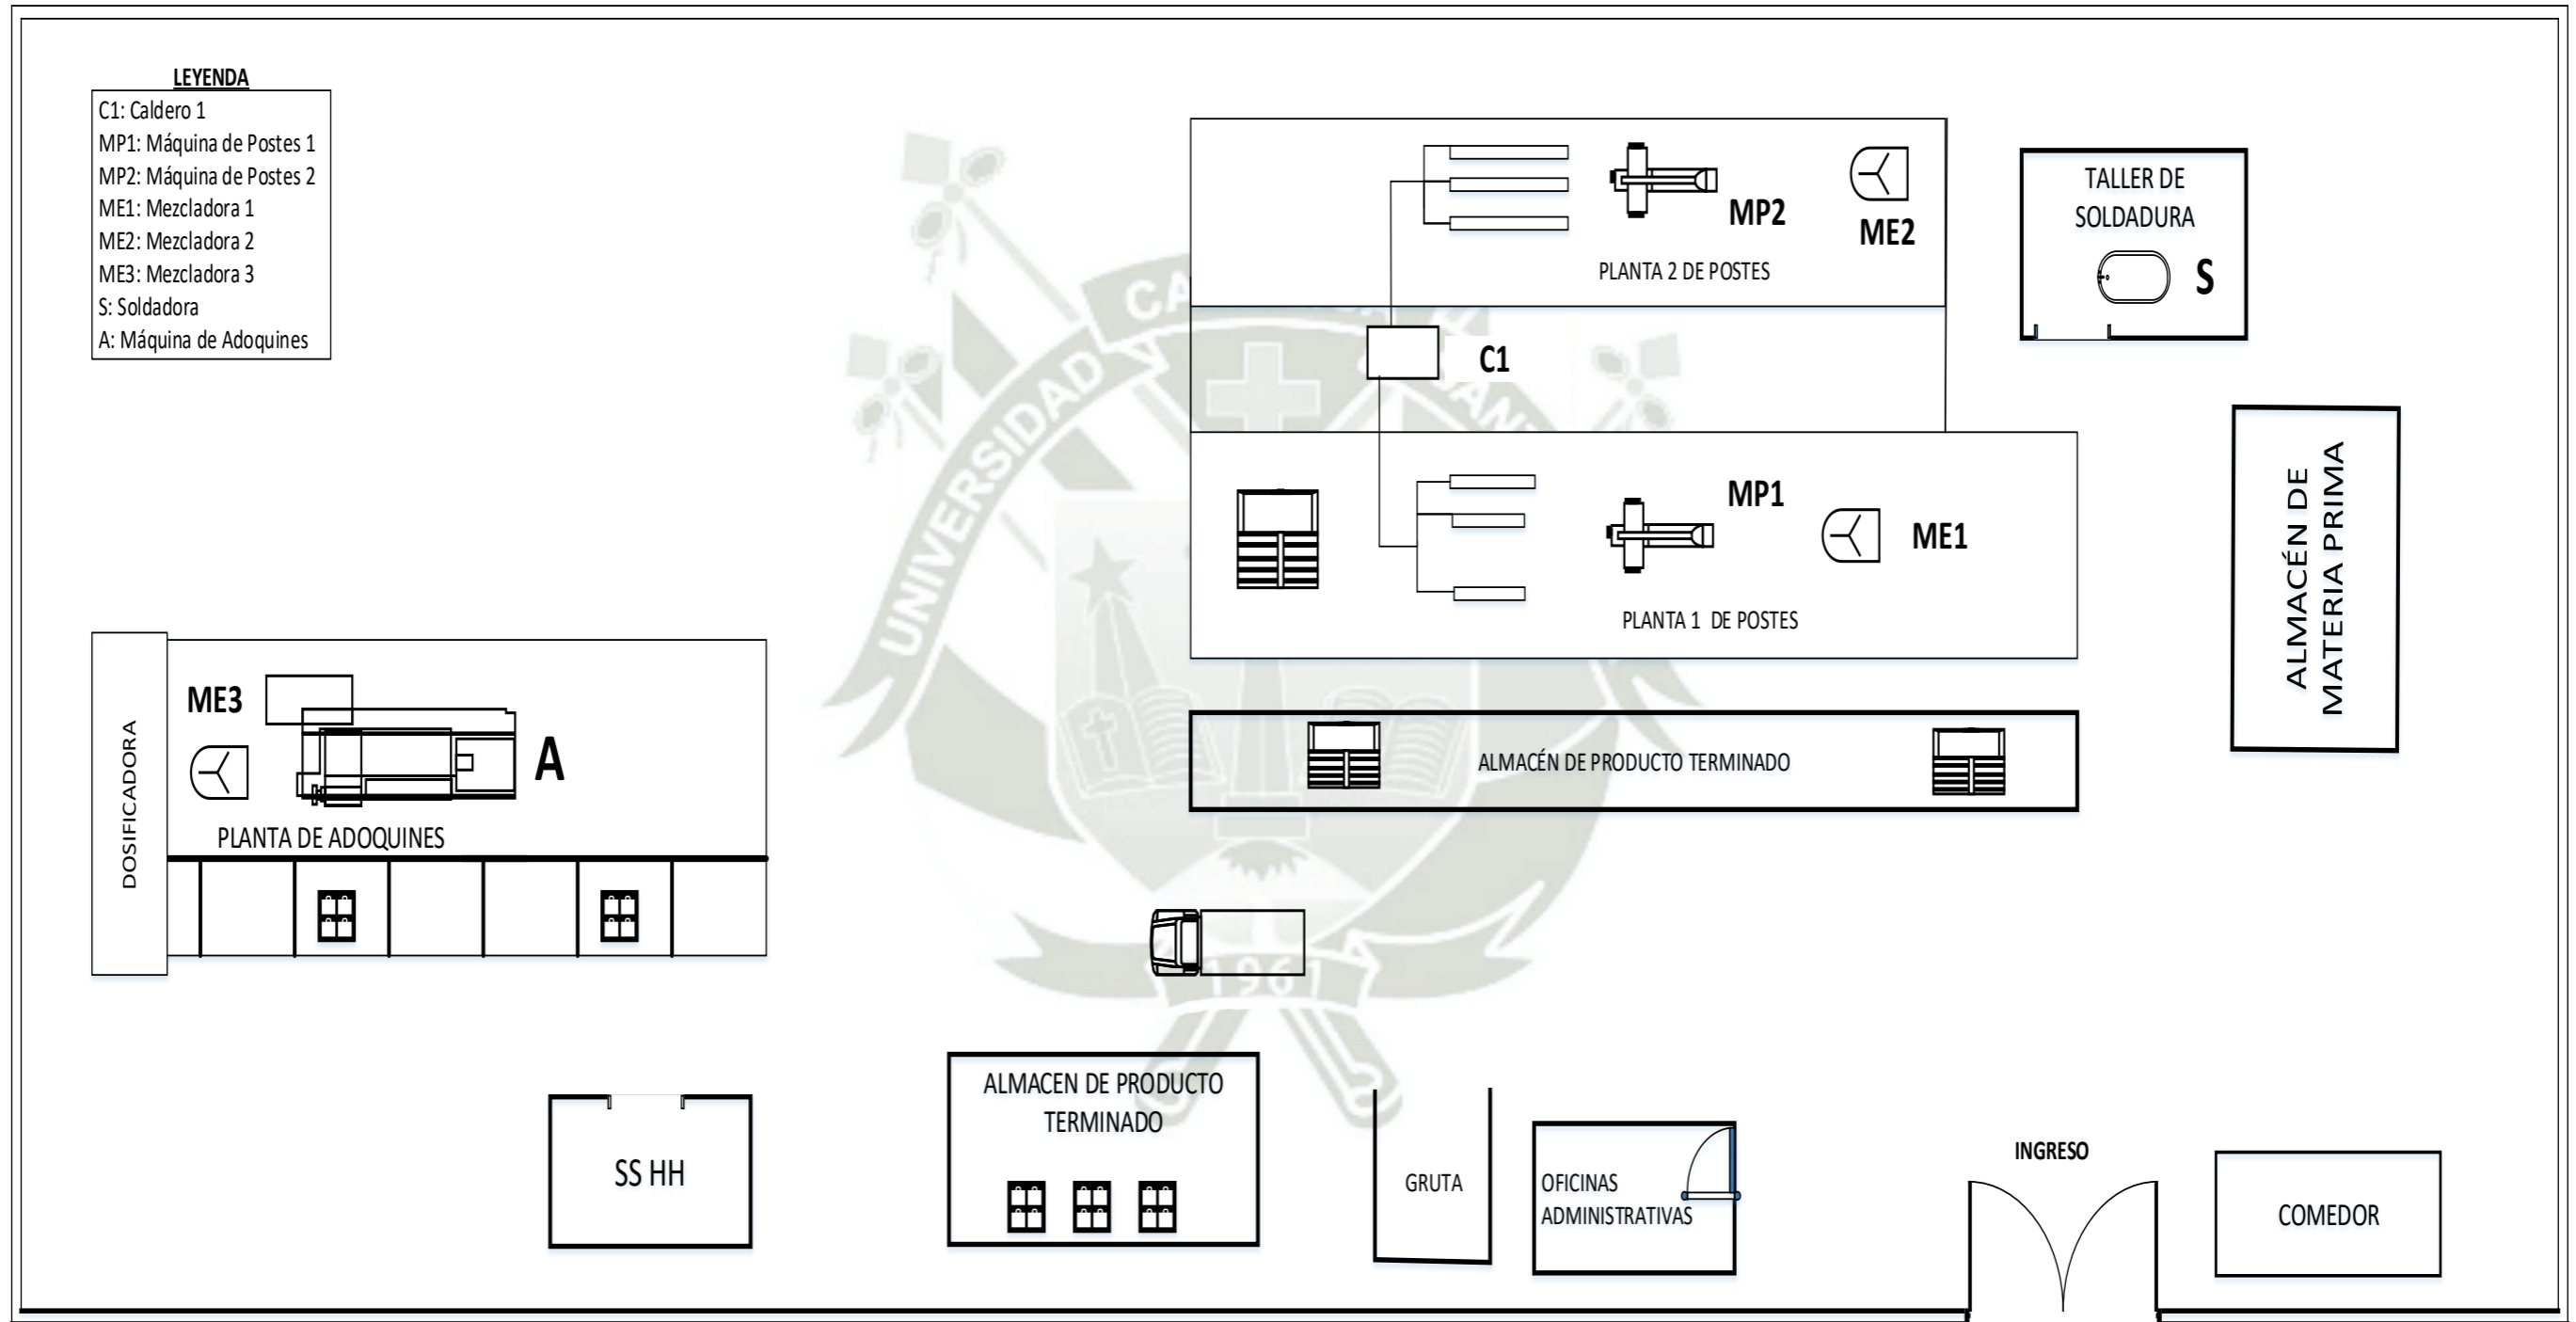 LEYENDA
C1: Caldero 1
MP1: Máquina de Postes 1
MP2: Máquina de Postes 2
ME1: Mezcladora 1
ME2: Mezcladora 2
ME3: Mezcladora 3
S: Soldadora
A: Máquina de Adoquines
MP2
ME2
PLANTA 2 DE POSTES
TALLER DE
SOLDADURA
S
C1
UNIVERSIDAD
MP1
ME1
PLANTA 1 DE POSTES
ALMACÉN DE
MATERIA PRIMA
DOSIFICADORA
ME3
A
PLANTA DE ADOQUINES
ALMACÉN DE PRODUCTO TERMINADO
1961
SS HH
ALMACEN DE PRODUCTO
TERMINADO
GRUTA
OFICINAS
ADMINISTRATIVAS
INGRESO
COMEDOR